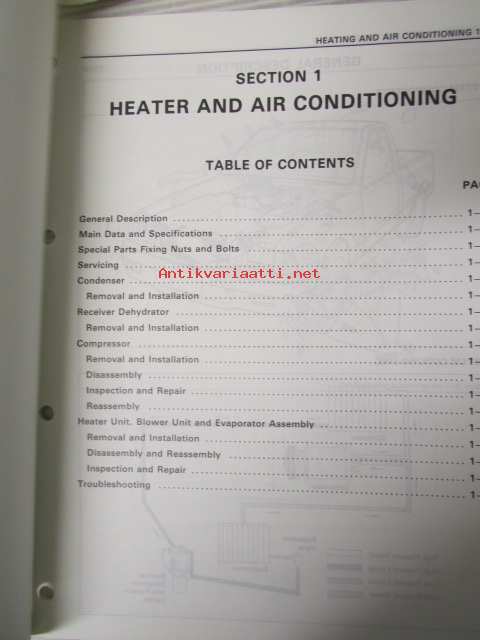 HEATING AND AIR CONDITIONING 1
SECTION 1
HEATER AND AIR CONDITIONING
TABLE OF CONTENTS
PA
General Description 1–
Main Data and Specifications 1–
Special Parts Fixing Nuts and Bolts 1–
Servicing 1–
Antikvariaatti.net
Condenser 1–
Removal and Installation 1–
Receiver Dehydrator 1–
Removal and Installation 1–
Compressor 1–
Removal and Installation 1–
Disassembly 1–
Inspection and Repair 1–
Reassembly 1–
Heater Unit. Blower Unit and Evaporator Assembly 1–
Removal and Installation 1–
Disassembly and Reassembly 1–
Inspection and Repair 1–
Troubleshooting 1–